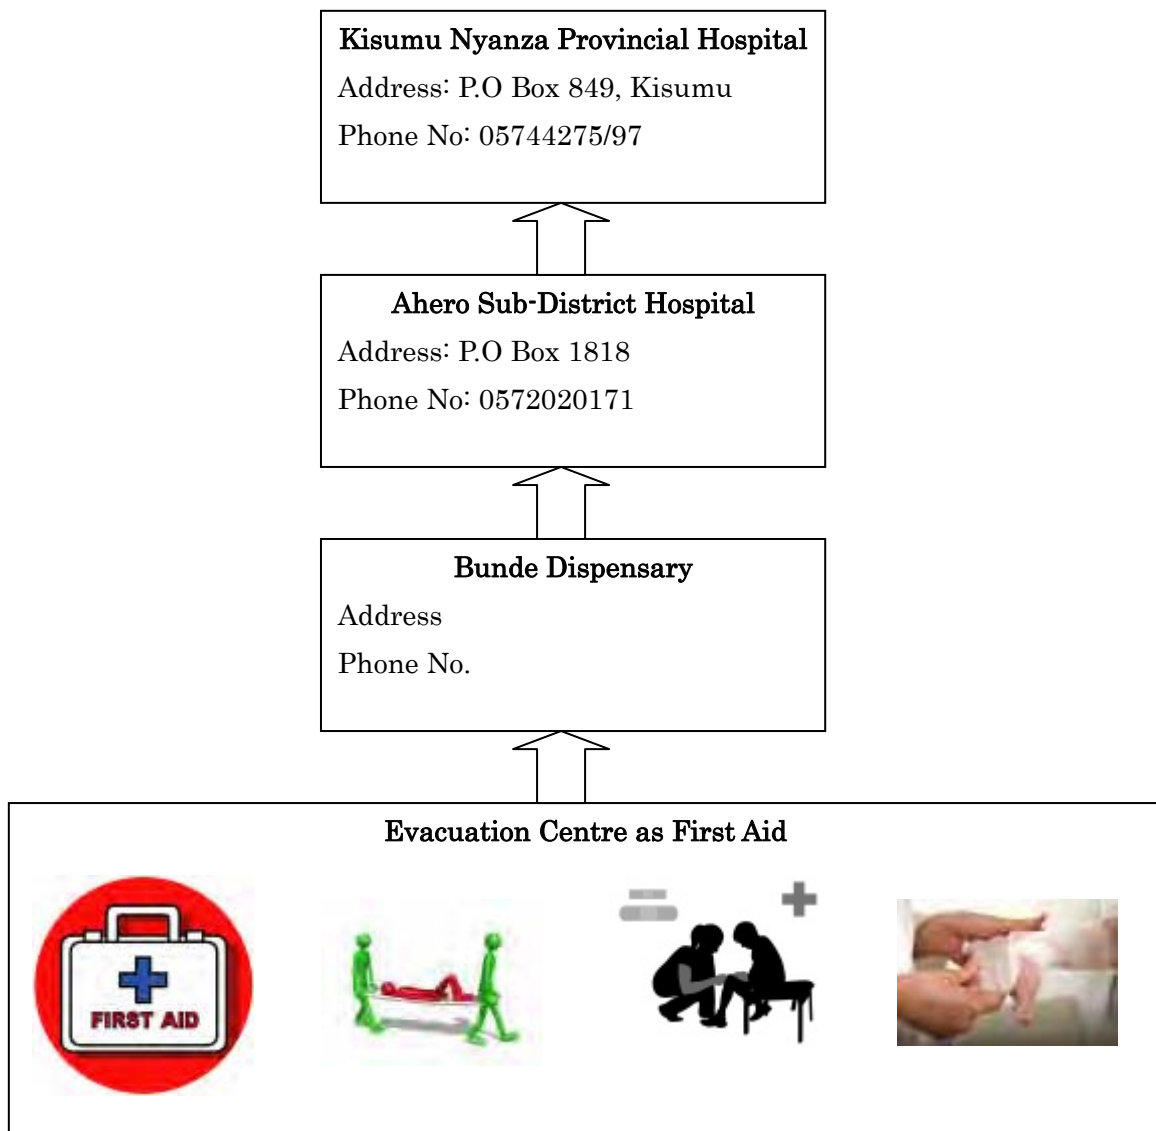 Kisumu Nyanza Provincial Hospital
Address: P.O Box 849, Kisumu
Phone No: 05744275/97
Ahero Sub-District Hospital
Address: P.O Box 1818
Phone No: 0572020171
Bunde Dispensary
Address
Phone No.
Evacuation Centre as First Aid
FIRST AID